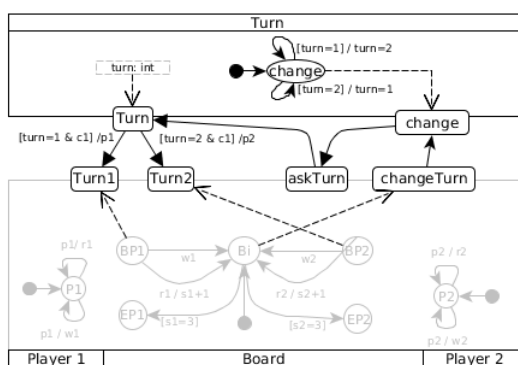 Turn
[turn=1] / turn=2
turn: int
change
[turn=2] / turn=1
Turn
change
[turn=1 & c1] /p1
[turn=2 & c1] /p2
Turn1
Turn2
askTurn
changeTurn
p1/ r1
BP1
w1
Bi
w2
BP2
p2 / r2
P1
r1 / s1+1
r2 / s2+1
P2
EP1
[s1=3]
[s2=3]
EP2
p1 / w1
p2 / w2
Player 1
Board
Player 2